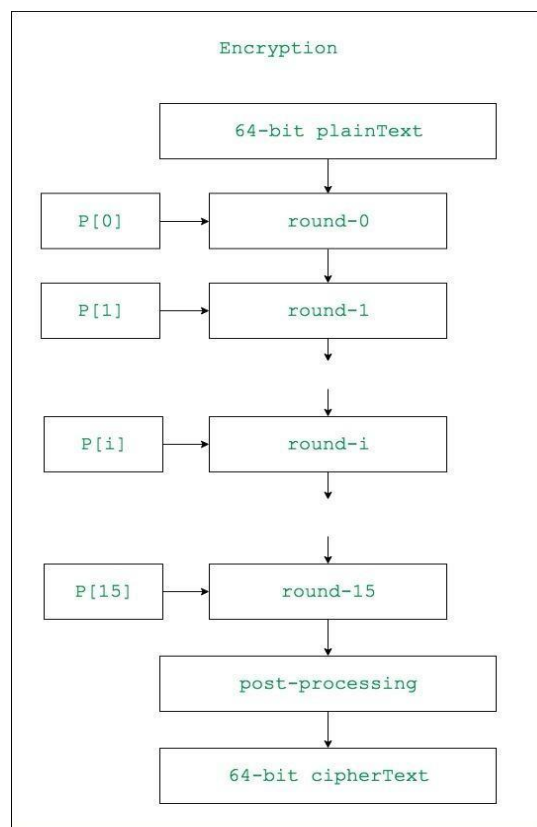 Encryption
64-bit plainText
P[0]
round-0
P[1]
round-1
P[i]
round-i
P[15]
round-15
post-processing
64-bit cipherText